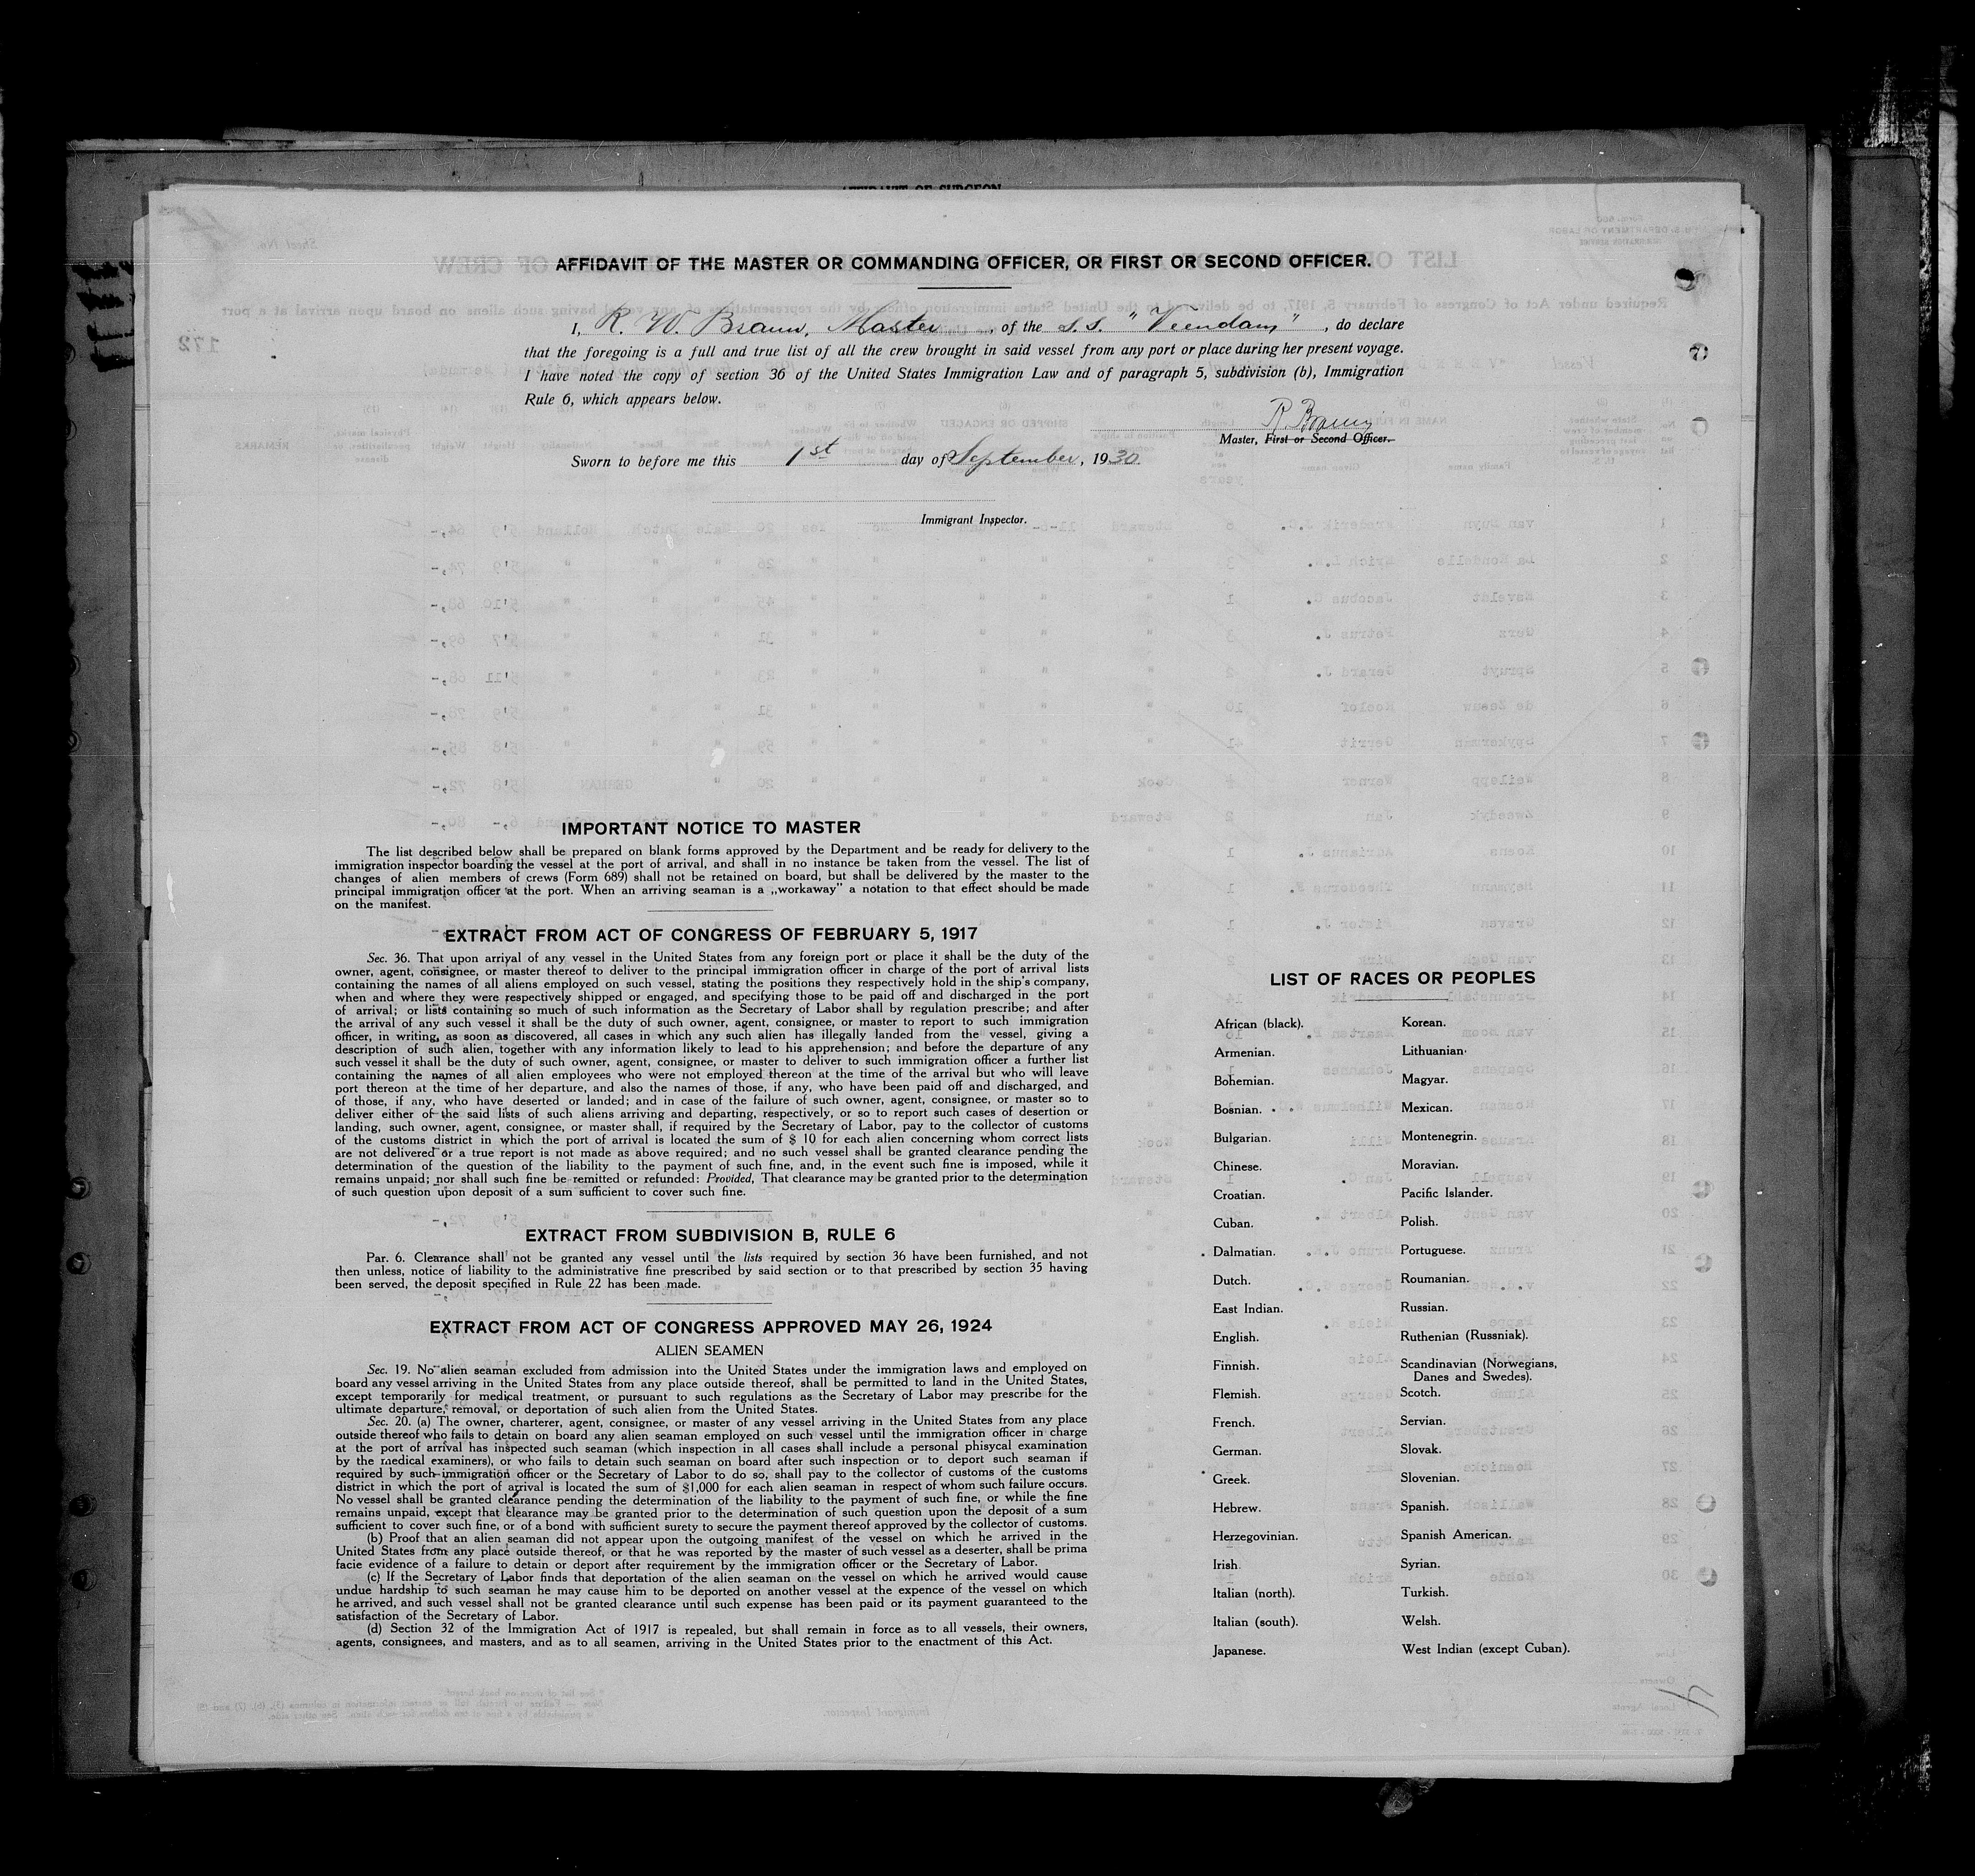 AFFIDAVIT OF SURGEON
AFFIDAVIT OF THE MASTER OR COMMANDING OFFICER, OR FIRST OR SECOND OFFICER.
I, R. W. Braun, Master, of the S.S. "Veendam", do declare
that the foregoing is a full and true list of all the crew brought in said vessel from any port or place during her present voyage.
I have noted the copy of section 36 of the United States Immigration Law and of paragraph 5, subdivision (b), Immigration
Rule 6, which appears below.
R. Braun
Master, First or Second Officer.
Sworn to before me this 1st day of September, 1930.
Immigrant Inspector.
172
IMPORTANT NOTICE TO MASTER
The list described below shall be prepared on blank forms approved by the Department and be ready for delivery to the
immigration inspector boarding the vessel at the port of arrival, and shall in no instance be taken from the vessel. The list of
changes of alien members of crews (Form 689) shall not be retained on board, but shall be delivered by the master to the
principal immigration officer at the port. When an arriving seaman is a „workaway" a notation to that effect should be made
on the manifest.
EXTRACT FROM ACT OF CONGRESS OF FEBRUARY 5, 1917
Sec. 36. That upon arriyal of any vessel in the United States from any foreign port or place it shall be the duty of the
owner, agent, consignee, or master thereof to deliver to the principal immigration officer in charge of the port of arrival lists
containing the names of all aliens employed on such vessel, stating the positions they respectively hold in the ship's company,
when and where they were respectively shipped or engaged, and specifying those to be paid off and discharged in the port
of arrival; or lists containing so much of such information as the Secretary of Labor shall by regulation prescribe; and after
the arrival of any such vessel it shall be the duty of such owner, agent, consignee, or master to report to such immigration
officer, in writing, as soon as discovered, all cases in which any such alien has illegally landed from the vessel, giving a
description of such alien, together with any information likely to lead to his apprehension; and before the departure of any
such vessel it shall be the duty of such owner, agent, consignee, or master to deliver to such immigration officer a further list
containing the names of all alien employees who were not employed thereon at the time of the arrival but who will leave
port thereon at the time of her departure, and also the names of those, if any, who have been paid off and discharged, and
of those, if any, who have deserted or landed; and in case of the failure of such owner, agent, consignee, or master so to
deliver either of the said lists of such aliens arriving and departing, respectively, or so to report such cases of desertion or
landing, such owner, agent, consignee, or master shall, if required by the Secretary of Labor, pay to the collector of customs
of the customs district in which the port of arrival is located the sum of $ 10 for each alien concerning whom correct lists
are not delivered or a true report is not made as above required; and no such vessel shall be granted clearance pending the
determination of the question of the liability to the payment of such fine, and, in the event such fine is imposed, while it
remains unpaid; nor shall such fine be remitted or refunded: Provided, That clearance may be granted prior to the determination
of such question upon deposit of a sum sufficient to cover such fine.
EXTRACT FROM SUBDIVISION B, RULE 6
Par. 6. Clearance shall not be granted any vessel until the lists required by section 36 have been furnished, and not
then unless, notice of liability to the administrative fine prescribed by said section or to that prescribed by section 35 having
been served, the deposit specified in Rule 22 has been made.
EXTRACT FROM ACT OF CONGRESS APPROVED MAY 26, 1924
ALIEN SEAMEN
Sec. 19. No alien seaman excluded from admission into the United States under the immigration laws and employed on
board any vessel arriving in the United States from any place outside thereof, shall be permitted to land in the United States,
except temporarily for medical treatment, or pursuant to such regulations as the Secretary of Labor may prescribe for the
ultimate departure, removal, or deportation of such alien from the United States.
Sec. 20. (a) The owner, charterer, agent, consignee, or master of any vessel arriving in the United States from any place
outside thereof who fails to detain on board any alien seaman employed on such vessel until the immigration officer in charge
at the port of arrival has inspected such seaman (which inspection in all cases shall include a personal phisycal examination
by the medical examiners), or who fails to detain such seaman on board after such inspection or to deport such seaman if
required by such immigration officer or the Secretary of Labor to do so, shall pay to the collector of customs of the customs
district in which the port of arrival is located the sum of $1,000 for each alien seaman in respect of whom such failure occurs.
No vessel shall be granted clearance pending the determination of the liability to the payment of such fine, or while the fine
remains unpaid, except that clearance may be granted prior to the determination of such question upon the deposit of a sum
sufficient to cover such fine, or of a bond with sufficient surety to secure the payment thereof approved by the collector of customs.
(b) Proof that an alien seaman did not appear upon the outgoing manifest of the vessel on which he arrived in the
United States from any place outside thereof, or that he was reported by the master of such vessel as a deserter, shall be prima
facie evidence of a failure to detain or deport after requirement by the immigration officer or the Secretary of Labor.
(c) If the Secretary of Labor finds that deportation of the alien seaman on the vessel on which he arrived would cause
undue hardship to such seaman he may cause him to be deported on another vessel at the expence of the vessel on which
he arrived, and such vessel shall not be granted clearance until such expense has been paid or its payment guaranteed to the
satisfaction of the Secretary of Labor.
(d) Section 32 of the Immigration Act of 1917 is repealed, but shall remain in force as to all vessels, their owners,
agents, consignees, and masters, and as to all seamen, arriving in the United States prior to the enactment of this Act.
LIST OF RACES OR PEOPLES
African (black).
Armenian.
Bohemian.
Bosnian.
Bulgarian.
Chinese.
Croatian.
Cuban.
Dalmatian.
Dutch.
East Indian.
English.
Finnish.
Flemish.
French.
German.
Greek.
Hebrew.
Herzegovinian.
Irish
Italian (north).
Italian (south).
Japanese.
Korean.
Lithuanian.
Magyar.
Mexican.
Montenegrin.
Moravian.
Pacific Islander.
Polish.
Portuguese.
Roumanian.
Russian.
Ruthenian (Russniak).
Scandinavian (Norwegians,
Danes and Swedes).
Scotch.
Servian.
Slovak.
Slovenian.
Spanish.
Spanish American.
Syrian.
Turkish.
Welsh.
West Indian (except Cuban).